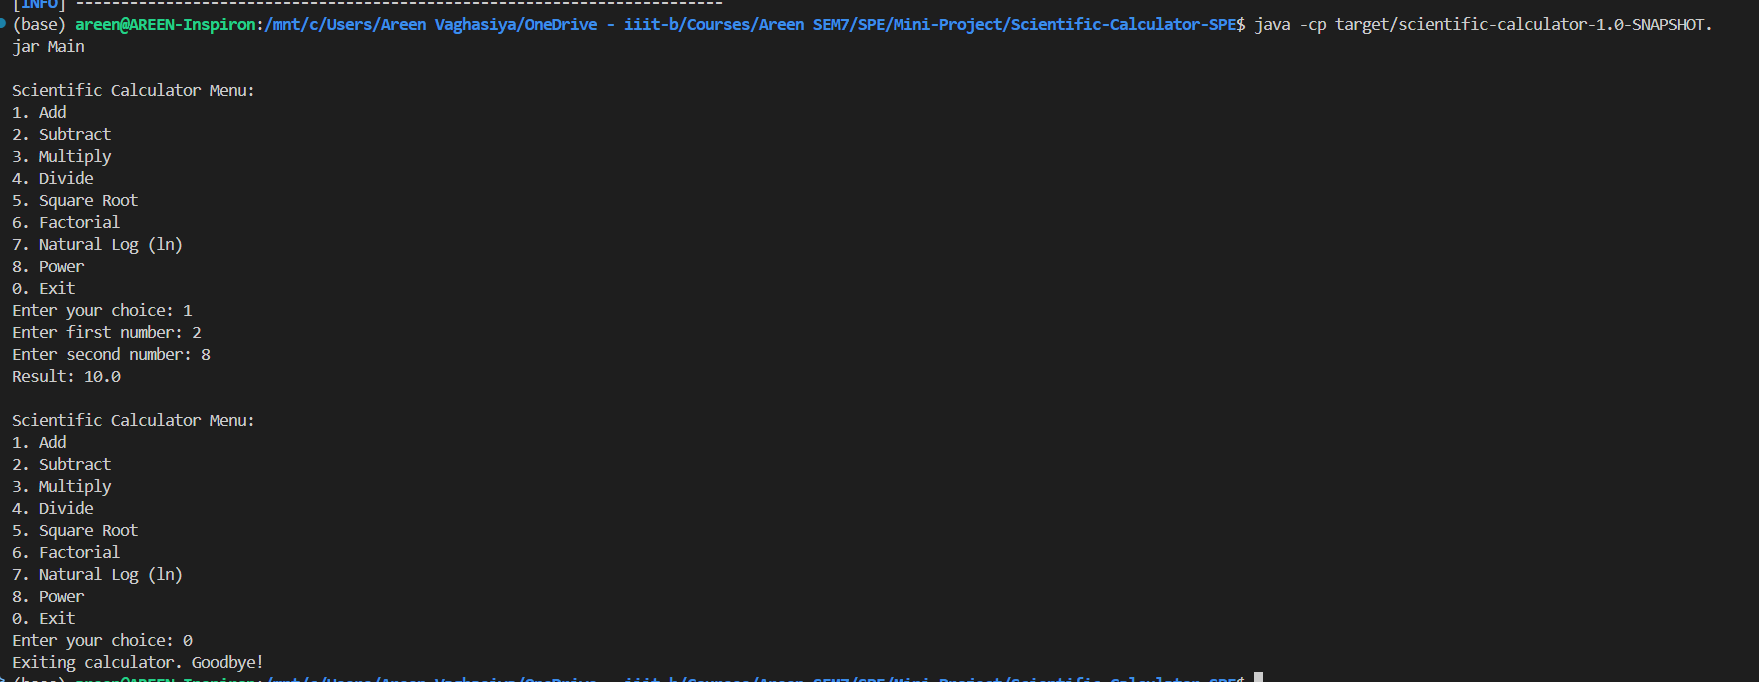 [INFO] ------------------------------------------------------------------------
(base) areen@AREEN-Inspiron:/mnt/c/Users/Areen Vaghasiya/OneDrive - iiit-b/Courses/Areen SEM7/SPE/Mini-Project/Scientific-Calculator-SPE$ java -cp target/scientific-calculator-1.0-SNAPSHOT.
jar Main
Scientific Calculator Menu:
1. Add
2. Subtract
3. Multiply
4. Divide
5. Square Root
6. Factorial
7. Natural Log (ln)
8. Power
0. Exit
Enter your choice: 1
Enter first number: 2
Enter second number: 8
Result: 10.0
Scientific Calculator Menu:
1. Add
2. Subtract
3. Multiply
4. Divide
5. Square Root
6. Factorial
7. Natural Log (ln)
8. Power
0. Exit
Enter your choice: 0
Exiting calculator. Goodbye!
(base) areen@AREEN-Inspiron:/mnt/c/Users/Areen Vaghasiya/OneDrive - iiit-b/Courses/Areen SEM7/SPE/Mini-Project/Scientific-Calculator-SPE$